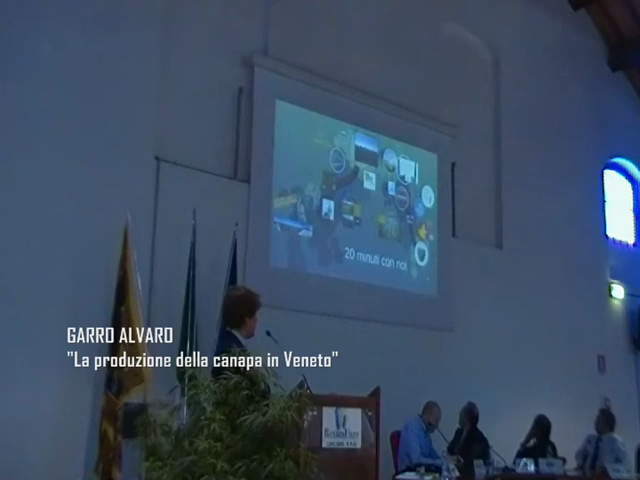 20 minuti con noi
GARRO ALVARO
"La produzione della canapa in Veneto"